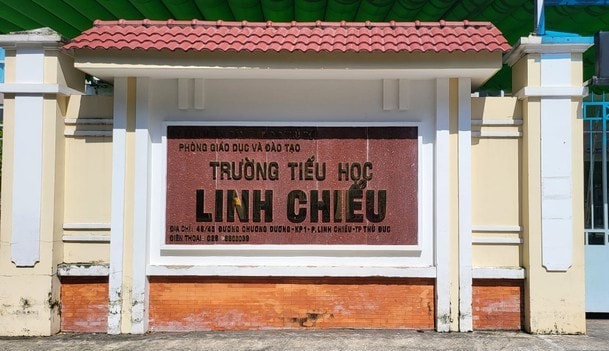 PHÒNG GIÁO DỤC VÀ ĐÀO TẠO
TRƯỜNG TIỂU HỌC
LINH CHIỂU
ĐỊA CHỈ: 46/43 ĐƯỜNG CHƯƠNG DƯƠNG-KP1-P.LINH CHIỂU-TP THỦ ĐỨC
ĐIỆN THOẠI: 028